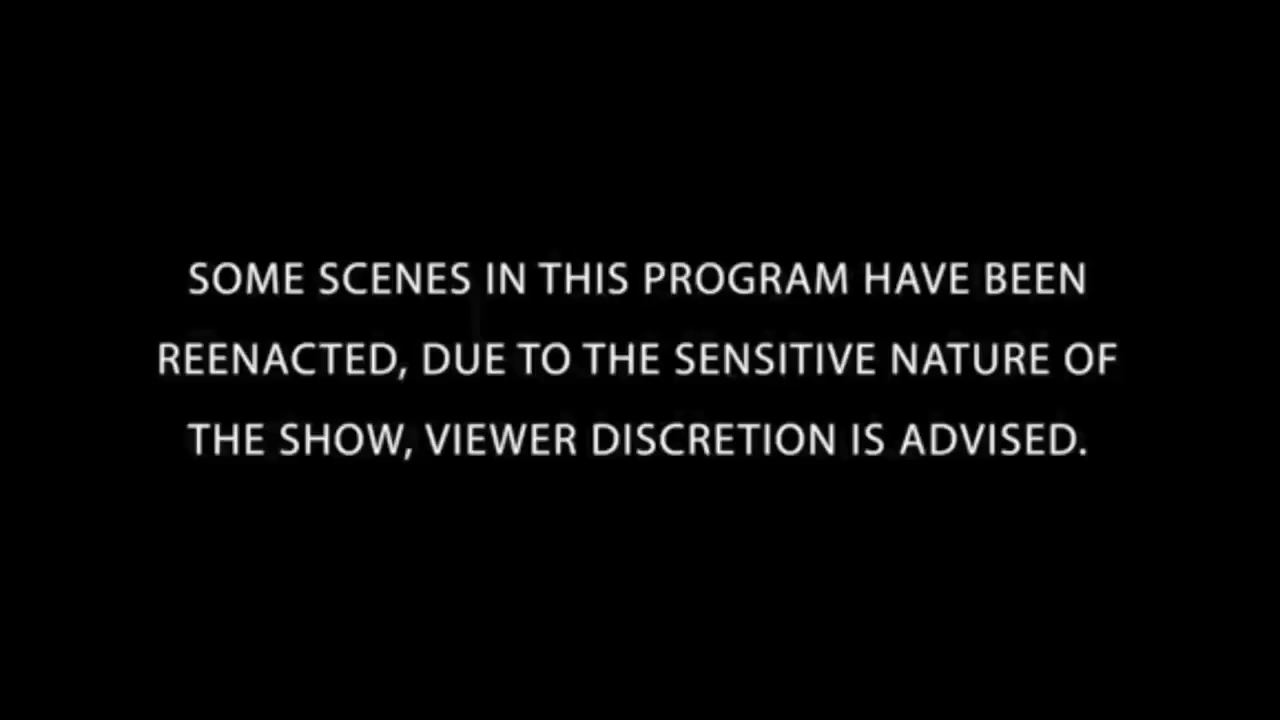 SOME SCENES IN THIS PROGRAM HAVE BEEN
REENACTED, DUE TO THE SENSITIVE NATURE OF
THE SHOW, VIEWER DISCRETION IS ADVISED.